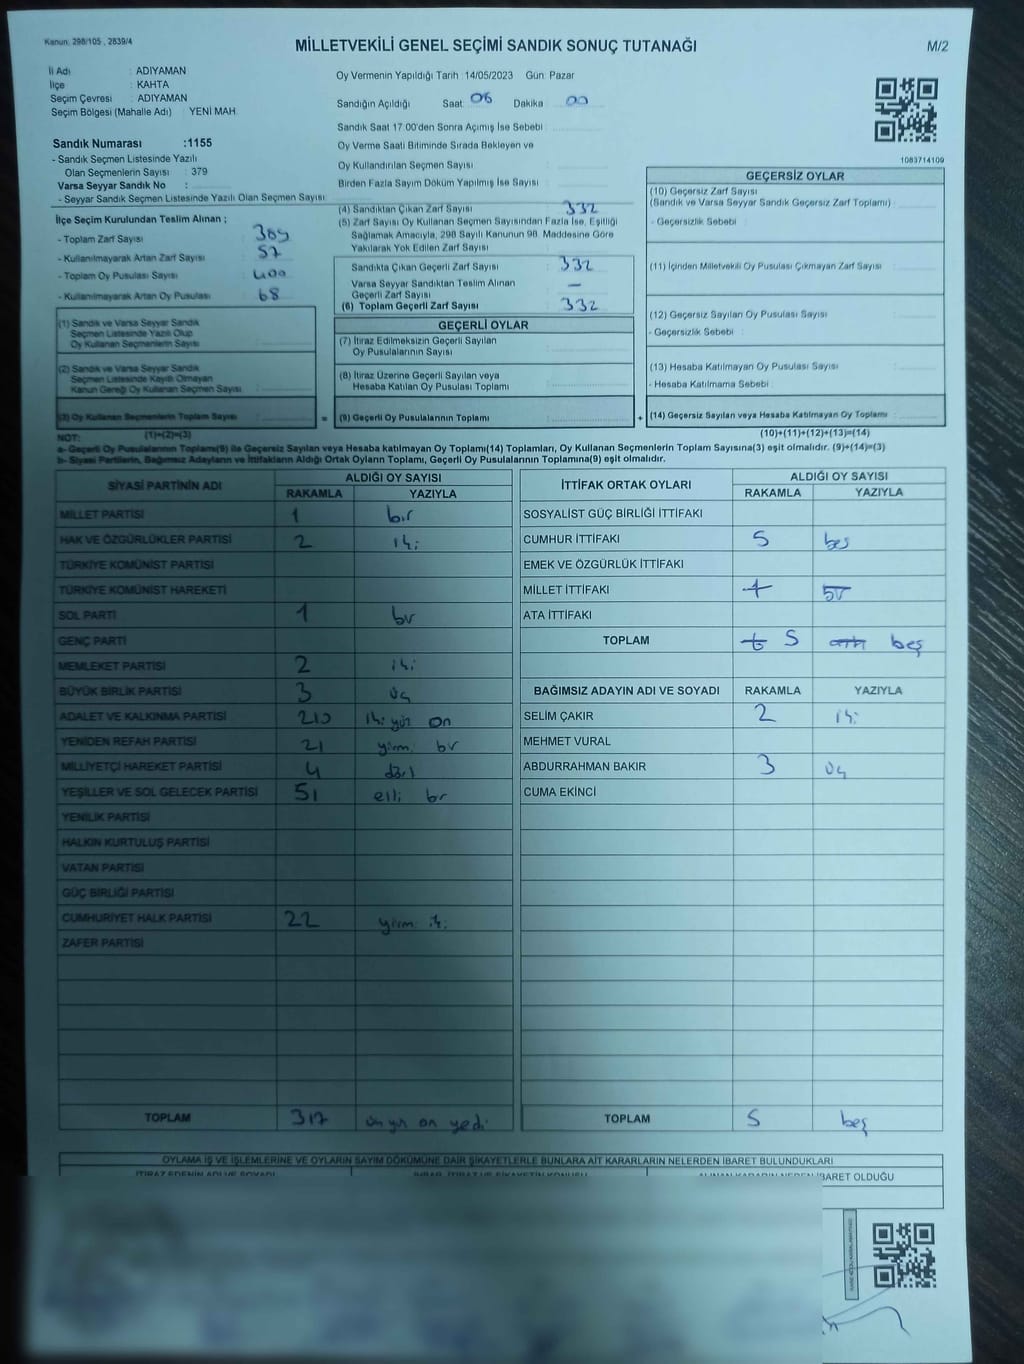 Kanun: 298/105 , 2839/4
MİLLETVEKİLİ GENEL SEÇİMİ SANDIK SONUÇ TUTANAĞI
M/2
İl Adı : ADIYAMAN
İlçe : KAHTA
Seçim Çevresi : ADIYAMAN
Seçim Bölgesi (Mahalle Adı) : YENİ MAH.
Sandık Numarası :1155
- Sandık Seçmen Listesinde Yazılı
Olan Seçmenlerin Sayısı : 379
Varsa Seyyar Sandık No :
- Seyyar Sandık Seçmen Listesinde Yazılı Olan Seçmen Sayısı :
İlçe Seçim Kurulundan Teslim Alınan ;
- Toplam Zarf Sayısı : 389
- Kullanılmayarak Artan Zarf Sayısı : 57
- Toplam Oy Pusulası Sayısı : 400
- Kullanılmayarak Artan Oy Pusulası : 68
(1) Sandık ve Varsa Seyyar Sandık
Seçmen Listesinde Yazılı Olup
Oy Kullanan Seçmenlerin Sayısı :
(2) Sandık ve Varsa Seyyar Sandık
Seçmen Listesinde Kayıtlı Olmayan
Kanun Gereği Oy Kullanan Seçmen Sayısı :
(3) Oy Kullanan Seçmenlerin Toplam Sayısı :
(1)+(2)=(3)
Oy Vermenin Yapıldığı Tarih : 14/05/2023 Gün : Pazar
Sandığın Açıldığı Saat : 06 Dakika : 00
Sandık Saat 17.00'den Sonra Açımış İse Sebebi :
Oy Verme Saati Bitiminde Sırada Bekleyen ve
Oy Kullandırılan Seçmen Sayısı :
Birden Fazla Sayım Döküm Yapılmış İse Sayısı :
(4) Sandıktan Çıkan Zarf Sayısı : 332
(5) Zarf Sayısı Oy Kullanan Seçmen Sayısından Fazla İse, Eşitliği
Sağlamak Amacıyla, 298 Sayılı Kanunun 98. Maddesine Göre
Yakılarak Yok Edilen Zarf Sayısı :
Sandıkta Çıkan Geçerli Zarf Sayısı : 332
Varsa Seyyar Sandıktan Teslim Alınan
Geçerli Zarf Sayısı : —
(6) Toplam Geçerli Zarf Sayısı : 332
GEÇERLİ OYLAR
(7) İtiraz Edilmeksizin Geçerli Sayılan
Oy Pusulalarının Sayısı :
(8) İtiraz Üzerine Geçerli Sayılan veya
Hesaba Katılan Oy Pusulası Toplamı :
= (9) Geçerli Oy Pusulalarının Toplamı :
1083714109
GEÇERSİZ OYLAR
(10) Geçersiz Zarf Sayısı
(Sandık ve Varsa Seyyar Sandık Geçersiz Zarf Toplamı) :
- Geçersizlik Sebebi :
(11) İçinden Milletvekili Oy Pusulası Çıkmayan Zarf Sayısı :
(12) Geçersiz Sayılan Oy Pusulası Sayısı :
- Geçersizlik Sebebi :
(13) Hesaba Katılmayan Oy Pusulası Sayısı :
- Hesaba Katılmama Sebebi :
+ (14) Geçersiz Sayılan veya Hesaba Katılmayan Oy Toplamı :
(10)+(11)+(12)+(13)=(14)
NOT:
a- Geçerli Oy Pusulalarının Toplamı(9) ile Geçersiz Sayılan veya Hesaba katılmayan Oy Toplamı(14) Toplamları, Oy Kullanan Seçmenlerin Toplam Sayısına(3) eşit olmalıdır. (9)+(14)=(3)
b- Siyasi Partilerin, Bağımsız Adayların ve İttifakların Aldığı Ortak Oyların Toplamı, Geçerli Oy Pusulalarının Toplamına(9) eşit olmalıdır.
SİYASİ PARTİNİN ADI ALDIĞI OY SAYISI
RAKAMLA YAZIYLA
MİLLET PARTİSİ 1 bir
HAK VE ÖZGÜRLÜKLER PARTİSİ 2 iki
TÜRKİYE KOMÜNİST PARTİSİ
TÜRKİYE KOMÜNİST HAREKETİ
SOL PARTİ 1 bir
GENÇ PARTİ
MEMLEKET PARTİSİ 2 iki
BÜYÜK BİRLİK PARTİSİ 3 üç
ADALET VE KALKINMA PARTİSİ 210 iki yüz on
YENİDEN REFAH PARTİSİ 21 yirmi bir
MİLLİYETÇİ HAREKET PARTİSİ 4 dört
YEŞİLLER VE SOL GELECEK PARTİSİ 51 elli bir
YENİLİK PARTİSİ
HALKIN KURTULUŞ PARTİSİ
VATAN PARTİSİ
GÜÇ BİRLİĞİ PARTİSİ
CUMHURİYET HALK PARTİSİ 22 yirmi iki
ZAFER PARTİSİ
TOPLAM 317 üç yüz on yedi
İTTİFAK ORTAK OYLARI ALDIĞI OY SAYISI
RAKAMLA YAZIYLA
SOSYALİST GÜÇ BİRLİĞİ İTTİFAKI
CUMHUR İTTİFAKI 5 beş
EMEK VE ÖZGÜRLÜK İTTİFAKI
MİLLET İTTİFAKI 1 bir
ATA İTTİFAKI
TOPLAM 6 5 altı beş
BAĞIMSIZ ADAYIN ADI VE SOYADI RAKAMLA YAZIYLA
SELİM ÇAKIR 2 iki
MEHMET VURAL
ABDURRAHMAN BAKIR 3 üç
CUMA EKİNCİ
TOPLAM 5 beş
OYLAMA İŞ VE İŞLEMLERİNE VE OYLARIN SAYIM DÖKÜMÜNE DAİR ŞİKAYETLERLE BUNLARA AİT KARARLARIN NELERDEN İBARET BULUNDUKLARI
İTİRAZ EDENİN ADI VE SOYADI
İBARET OLDUĞU